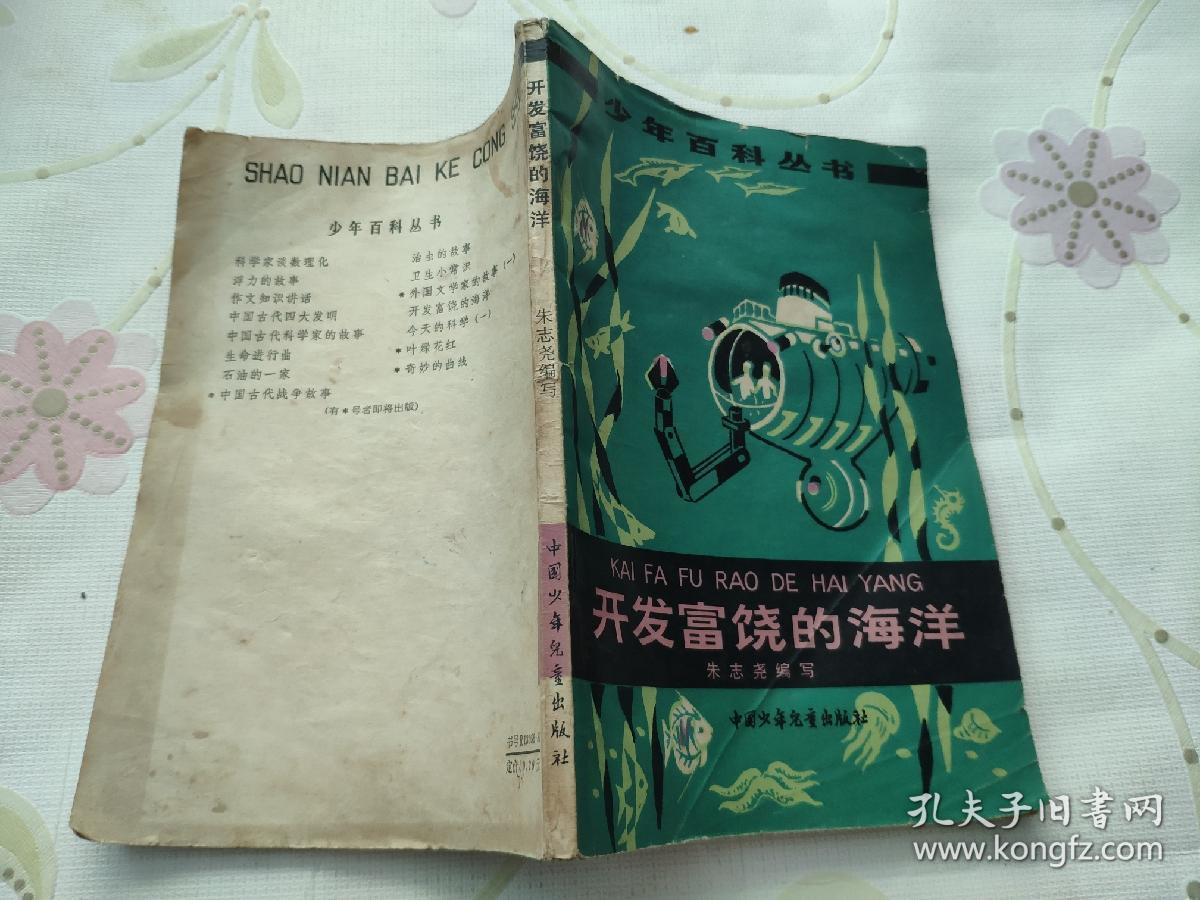 SHAO NIAN BAI KE CONG
少年百科丛书
科学家谈数理化
浮力的故事
作文知识讲话
中国古代四大发明
中国古代科学家的故事
生命进行曲
石油的一家
*中国古代战争故事
治虫的故事
卫生小常识
*外国文学家的故事(一)
开发富饶的海洋
今天的科学(一)
*叶绿花红
*奇妙的曲线
(有*号者即将出版)
书号
定价
开发富饶的海洋
朱志尧编写
中国少年儿童出版社
少年百科丛书
KAI FA FU RAO DE HAI YANG
开发富饶的海洋
朱志尧编写
中国少年儿童出版社
孔夫子旧书网
www.kongfz.com